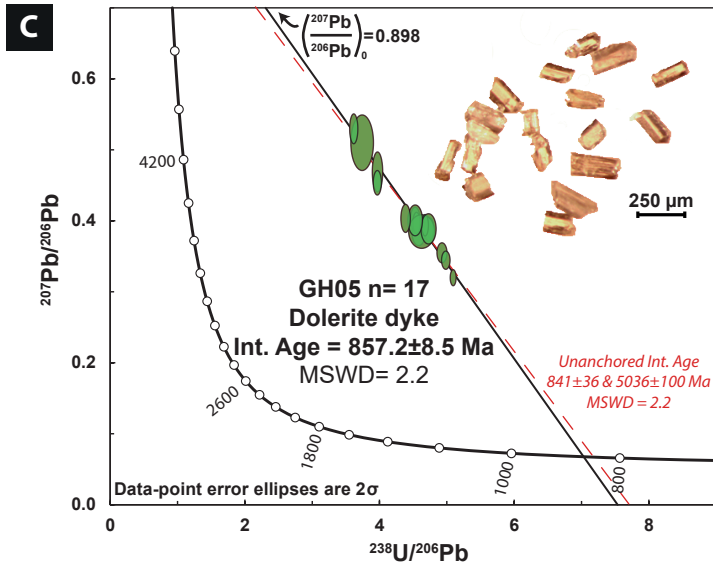 C
(207Pb/206Pb)0=0.898
250 µm
207Pb/206Pb
0.6
0.4
0.2
0.0
4200
2600
1800
1000
800
GH05 n= 17
Dolerite dyke
Int. Age = 857.2±8.5 Ma
MSWD= 2.2
Unanchored Int. Age
841±36 & 5036±100 Ma
MSWD = 2.2
Data-point error ellipses are 2σ
0 2 4 6 8
238U/206Pb